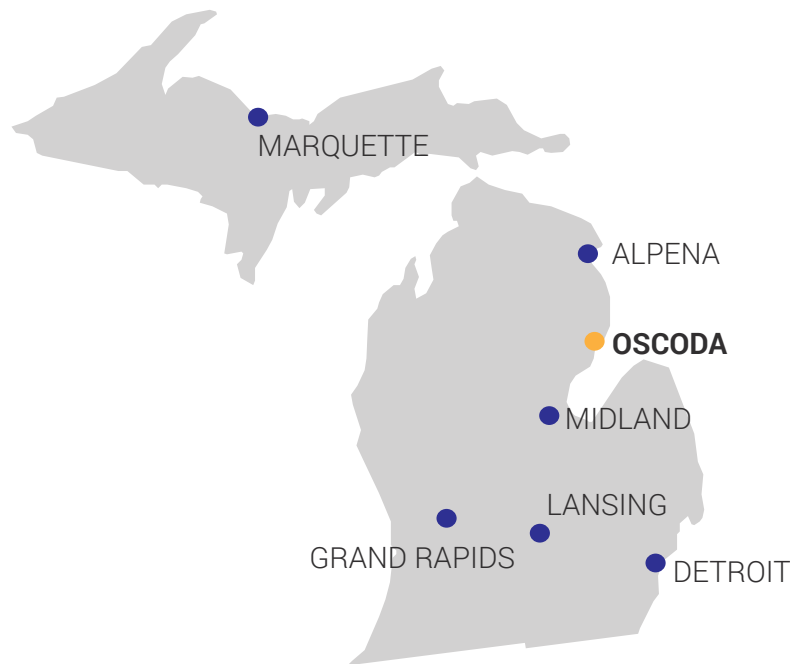 MARQUETTE
ALPENA
OSCODA
MIDLAND
LANSING
GRAND RAPIDS
DETROIT